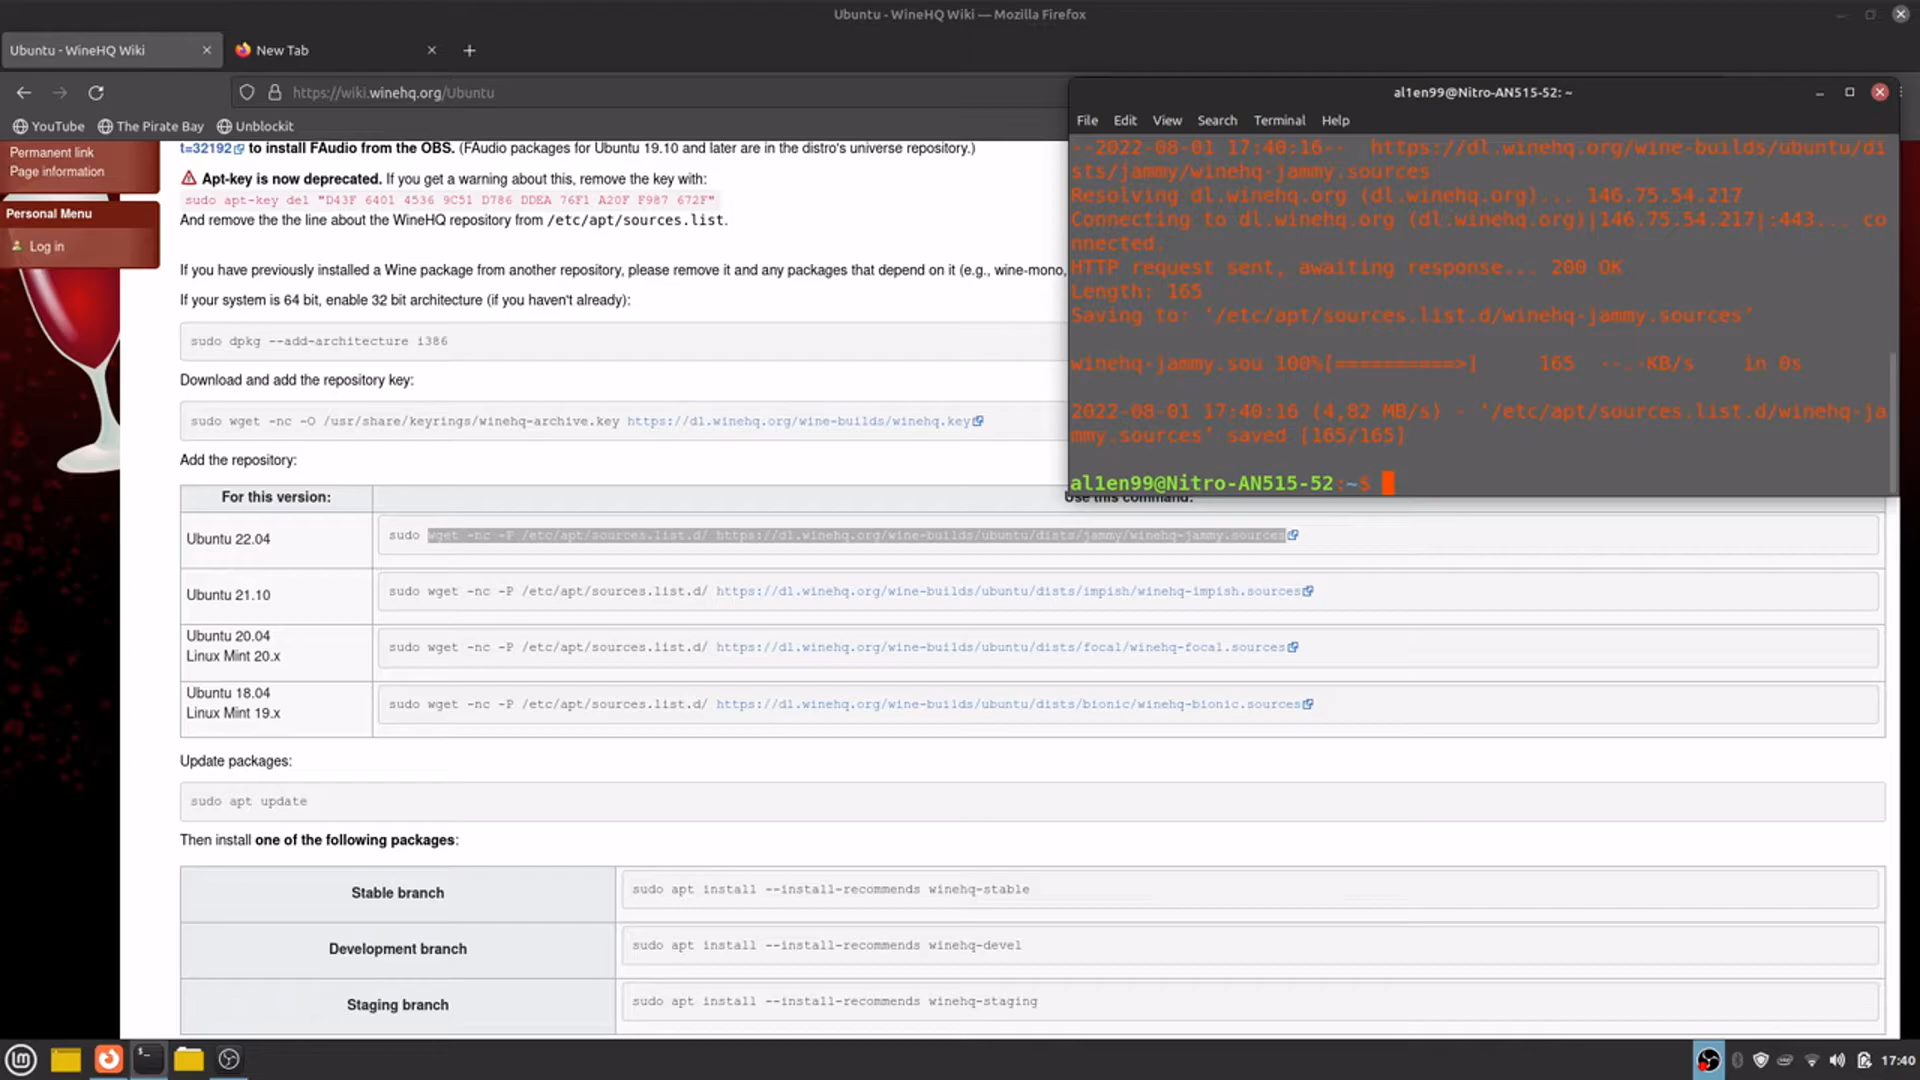 Ubuntu - WineHQ Wiki — Mozilla Firefox
Ubuntu - WineHQ Wiki
New Tab
https://wiki.winehq.org/Ubuntu
YouTube
The Pirate Bay
Unblockit
Permanent link
Page information
Personal Menu
Log in
t=32192 to install FAudio from the OBS. (FAudio packages for Ubuntu 19.10 and later are in the distro's universe repository.)
Apt-key is now deprecated. If you get a warning about this, remove the key with:
sudo apt-key del "D43F 6401 4536 9C51 D786 DDEA 76F1 A20F F987 672F"
And remove the the line about the WineHQ repository from /etc/apt/sources.list.
If you have previously installed a Wine package from another repository, please remove it and any packages that depend on it (e.g., wine-mono,
If your system is 64 bit, enable 32 bit architecture (if you haven't already):
sudo dpkg --add-architecture i386
Download and add the repository key:
sudo wget -nc -O /usr/share/keyrings/winehq-archive.key https://dl.winehq.org/wine-builds/winehq.key
Add the repository:
For this version:
Use this command:
Ubuntu 22.04
sudo wget -nc -P /etc/apt/sources.list.d/ https://dl.winehq.org/wine-builds/ubuntu/dists/jammy/winehq-jammy.sources
Ubuntu 21.10
sudo wget -nc -P /etc/apt/sources.list.d/ https://dl.winehq.org/wine-builds/ubuntu/dists/impish/winehq-impish.sources
Ubuntu 20.04
Linux Mint 20.x
sudo wget -nc -P /etc/apt/sources.list.d/ https://dl.winehq.org/wine-builds/ubuntu/dists/focal/winehq-focal.sources
Ubuntu 18.04
Linux Mint 19.x
sudo wget -nc -P /etc/apt/sources.list.d/ https://dl.winehq.org/wine-builds/ubuntu/dists/bionic/winehq-bionic.sources
Update packages:
sudo apt update
Then install one of the following packages:
Stable branch
sudo apt install --install-recommends winehq-stable
Development branch
sudo apt install --install-recommends winehq-devel
Staging branch
sudo apt install --install-recommends winehq-staging
al1en99@Nitro-AN515-52: ~
File Edit View Search Terminal Help
--2022-08-01 17:40:16-- https://dl.winehq.org/wine-builds/ubuntu/di
sts/jammy/winehq-jammy.sources
Resolving dl.winehq.org (dl.winehq.org)... 146.75.54.217
Connecting to dl.winehq.org (dl.winehq.org)|146.75.54.217|:443... co
nnected.
HTTP request sent, awaiting response... 200 OK
Length: 165
Saving to: ‘/etc/apt/sources.list.d/winehq-jammy.sources’
winehq-jammy.sou 100%[==========>] 165 --.-KB/s in 0s
2022-08-01 17:40:16 (4,82 MB/s) - ‘/etc/apt/sources.list.d/winehq-ja
mmy.sources’ saved [165/165]
al1en99@Nitro-AN515-52:~$
17:40